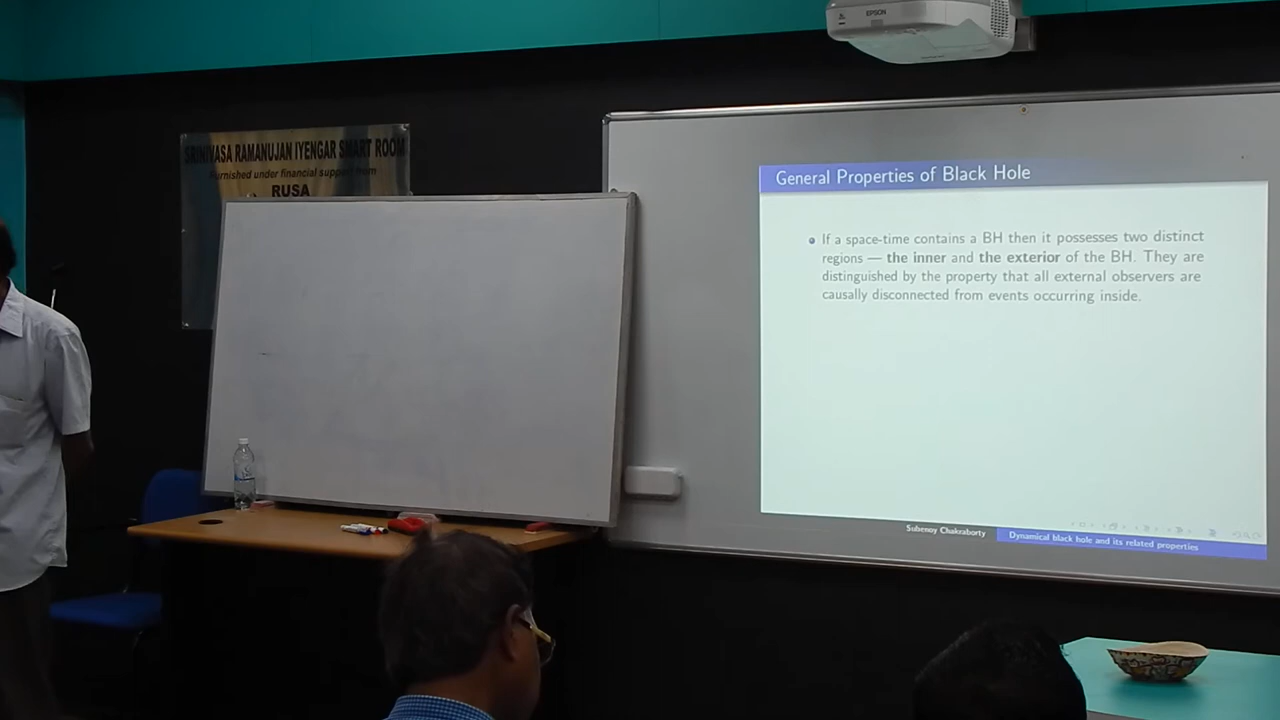 EPSON
SRINIVASA RAMANUJAN IYENGAR SMART ROOM
Furnished under financial support from
RUSA
General Properties of Black Hole
If a space-time contains a BH then it possesses two distinct
regions — the inner and the exterior of the BH. They are
distinguished by the property that all external observers are
causally disconnected from events occurring inside.
Subenoy Chakraborty
Dynamical black hole and its related properties